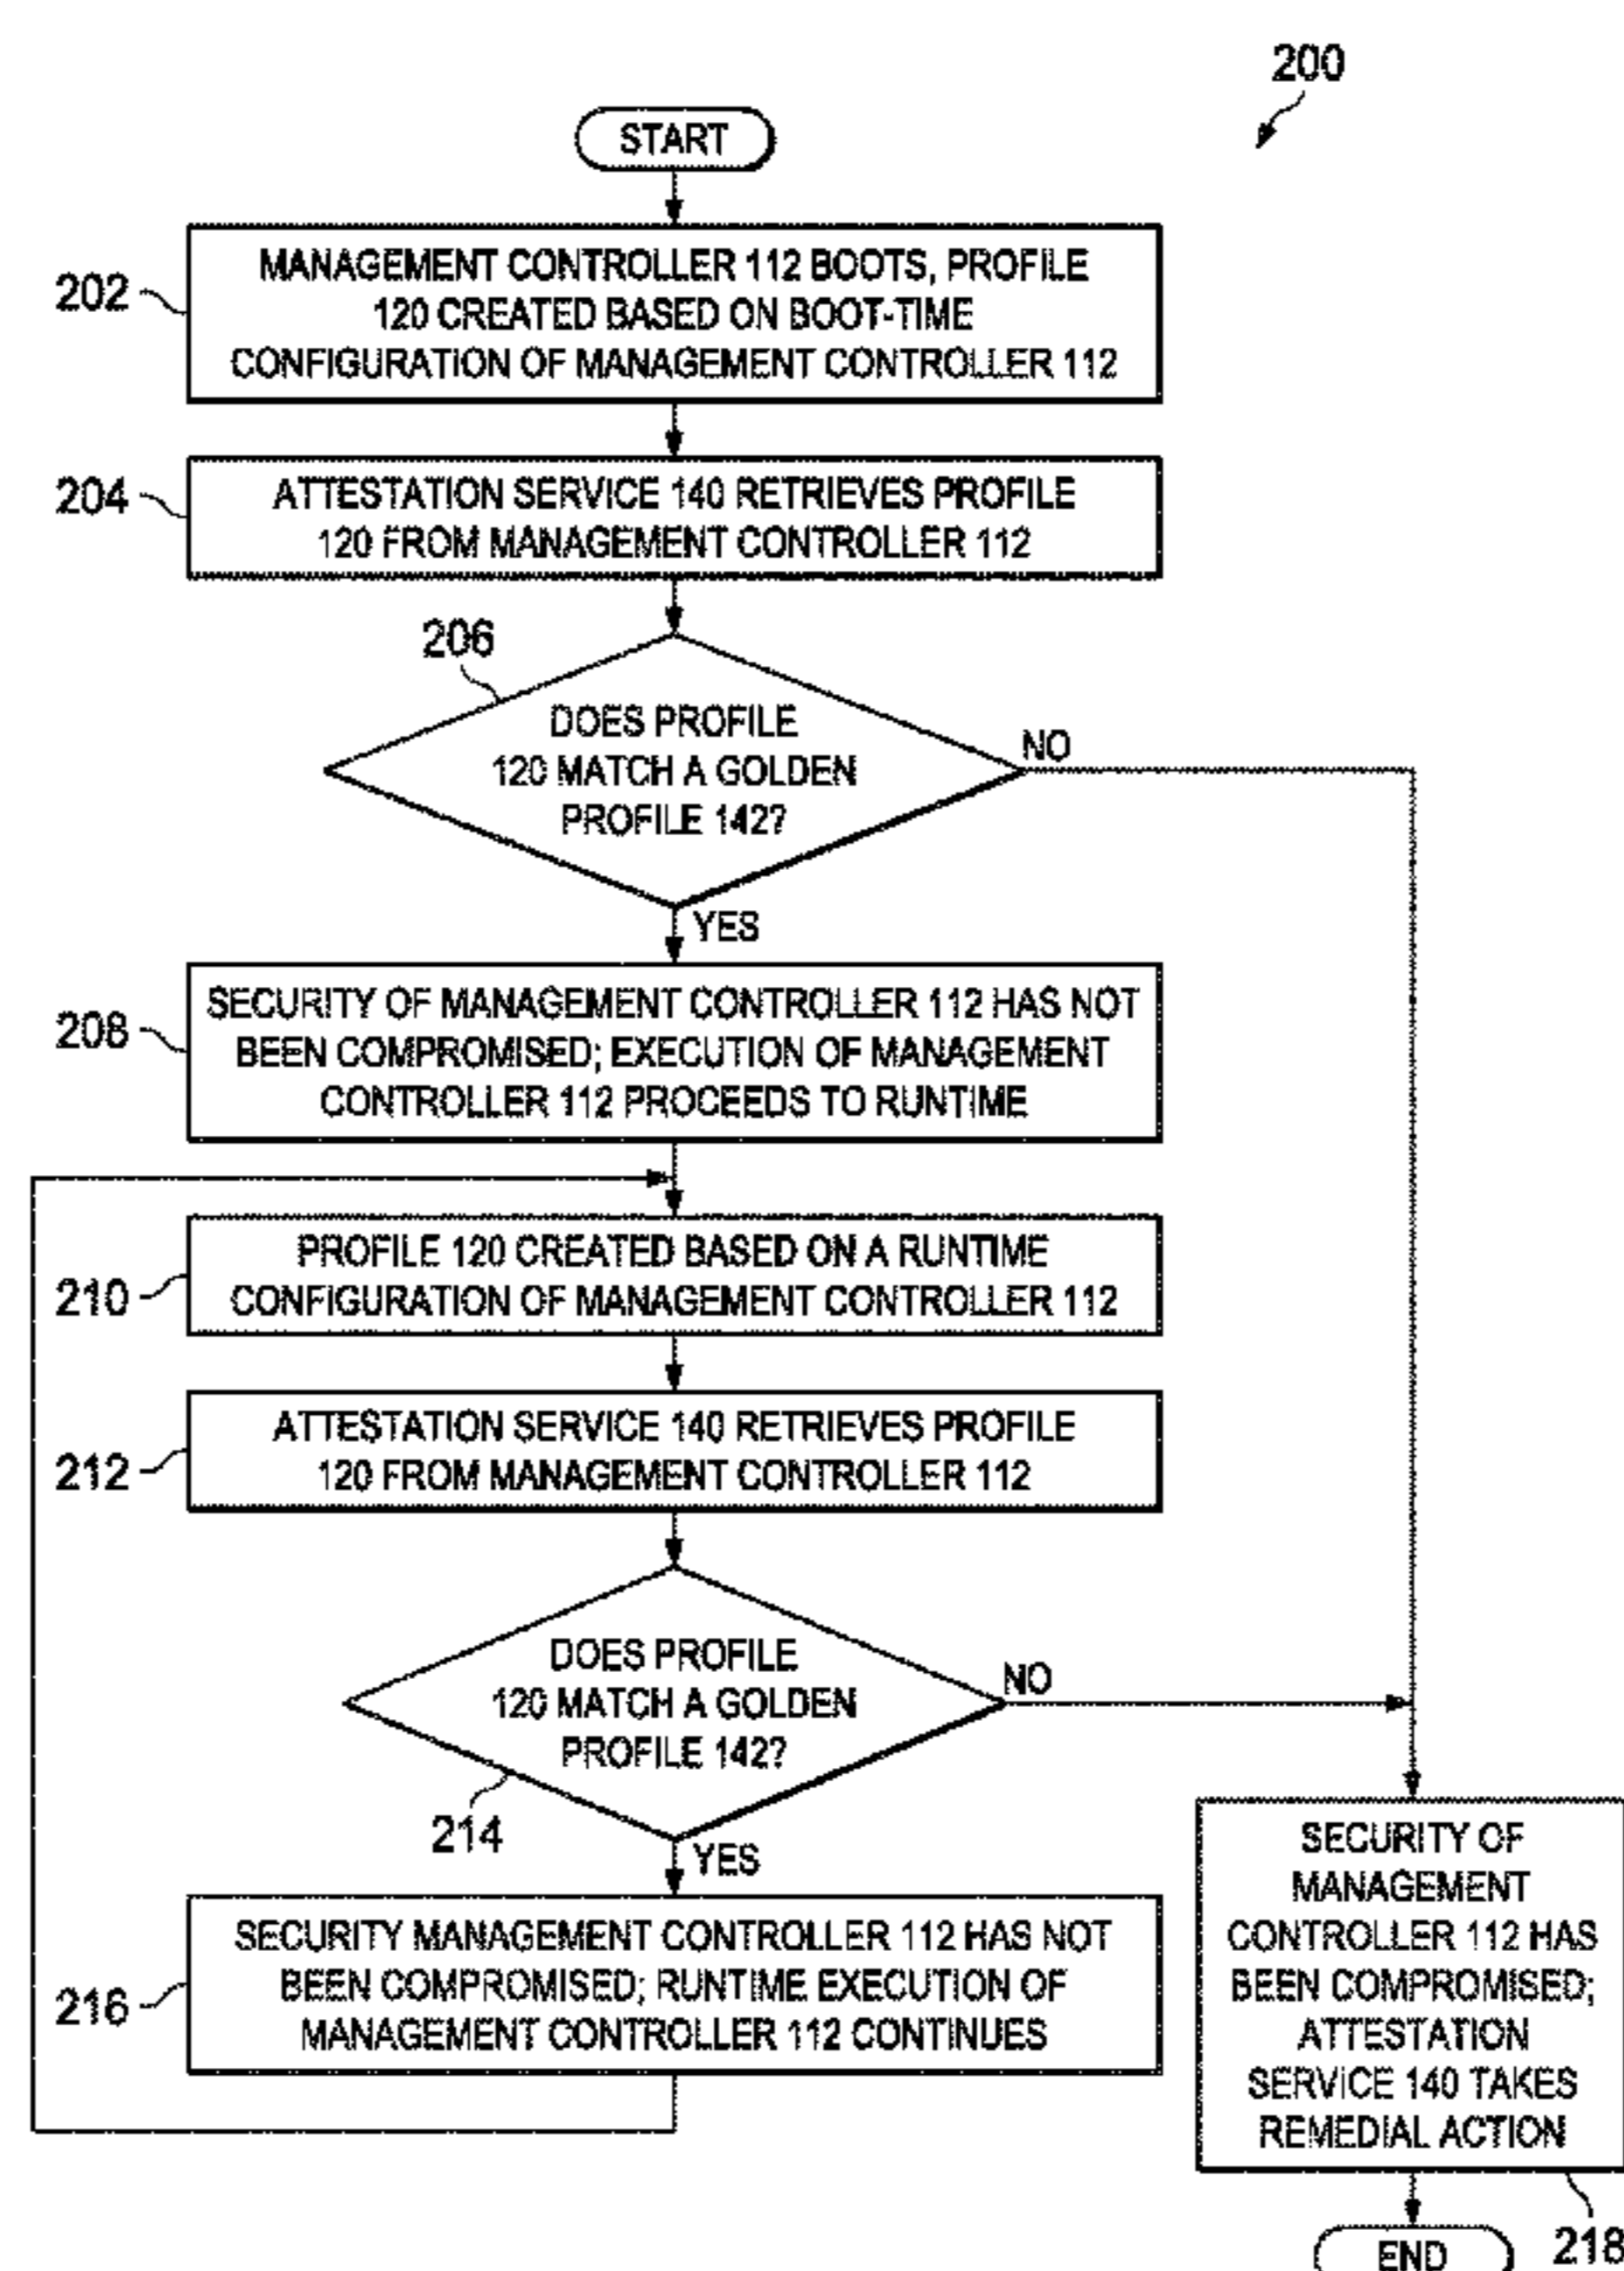 200
START
202
MANAGEMENT CONTROLLER 112 BOOTS, PROFILE
120 CREATED BASED ON BOOT-TIME
CONFIGURATION OF MANAGEMENT CONTROLLER 112
204
ATTESTATION SERVICE 140 RETRIEVES PROFILE
120 FROM MANAGEMENT CONTROLLER 112
206
DOES PROFILE
120 MATCH A GOLDEN
PROFILE 142?
NO
YES
208
SECURITY OF MANAGEMENT CONTROLLER 112 HAS NOT
BEEN COMPROMISED; EXECUTION OF MANAGEMENT
CONTROLLER 112 PROCEEDS TO RUNTIME
210
PROFILE 120 CREATED BASED ON A RUNTIME
CONFIGURATION OF MANAGEMENT CONTROLLER 112
212
ATTESTATION SERVICE 140 RETRIEVES PROFILE
120 FROM MANAGEMENT CONTROLLER 112
DOES PROFILE
120 MATCH A GOLDEN
PROFILE 142?
NO
214
YES
216
SECURITY MANAGEMENT CONTROLLER 112 HAS NOT
BEEN COMPROMISED; RUNTIME EXECUTION OF
MANAGEMENT CONTROLLER 112 CONTINUES
SECURITY OF
MANAGEMENT
CONTROLLER 112 HAS
BEEN COMPROMISED;
ATTESTATION
SERVICE 140 TAKES
REMEDIAL ACTION
218
END